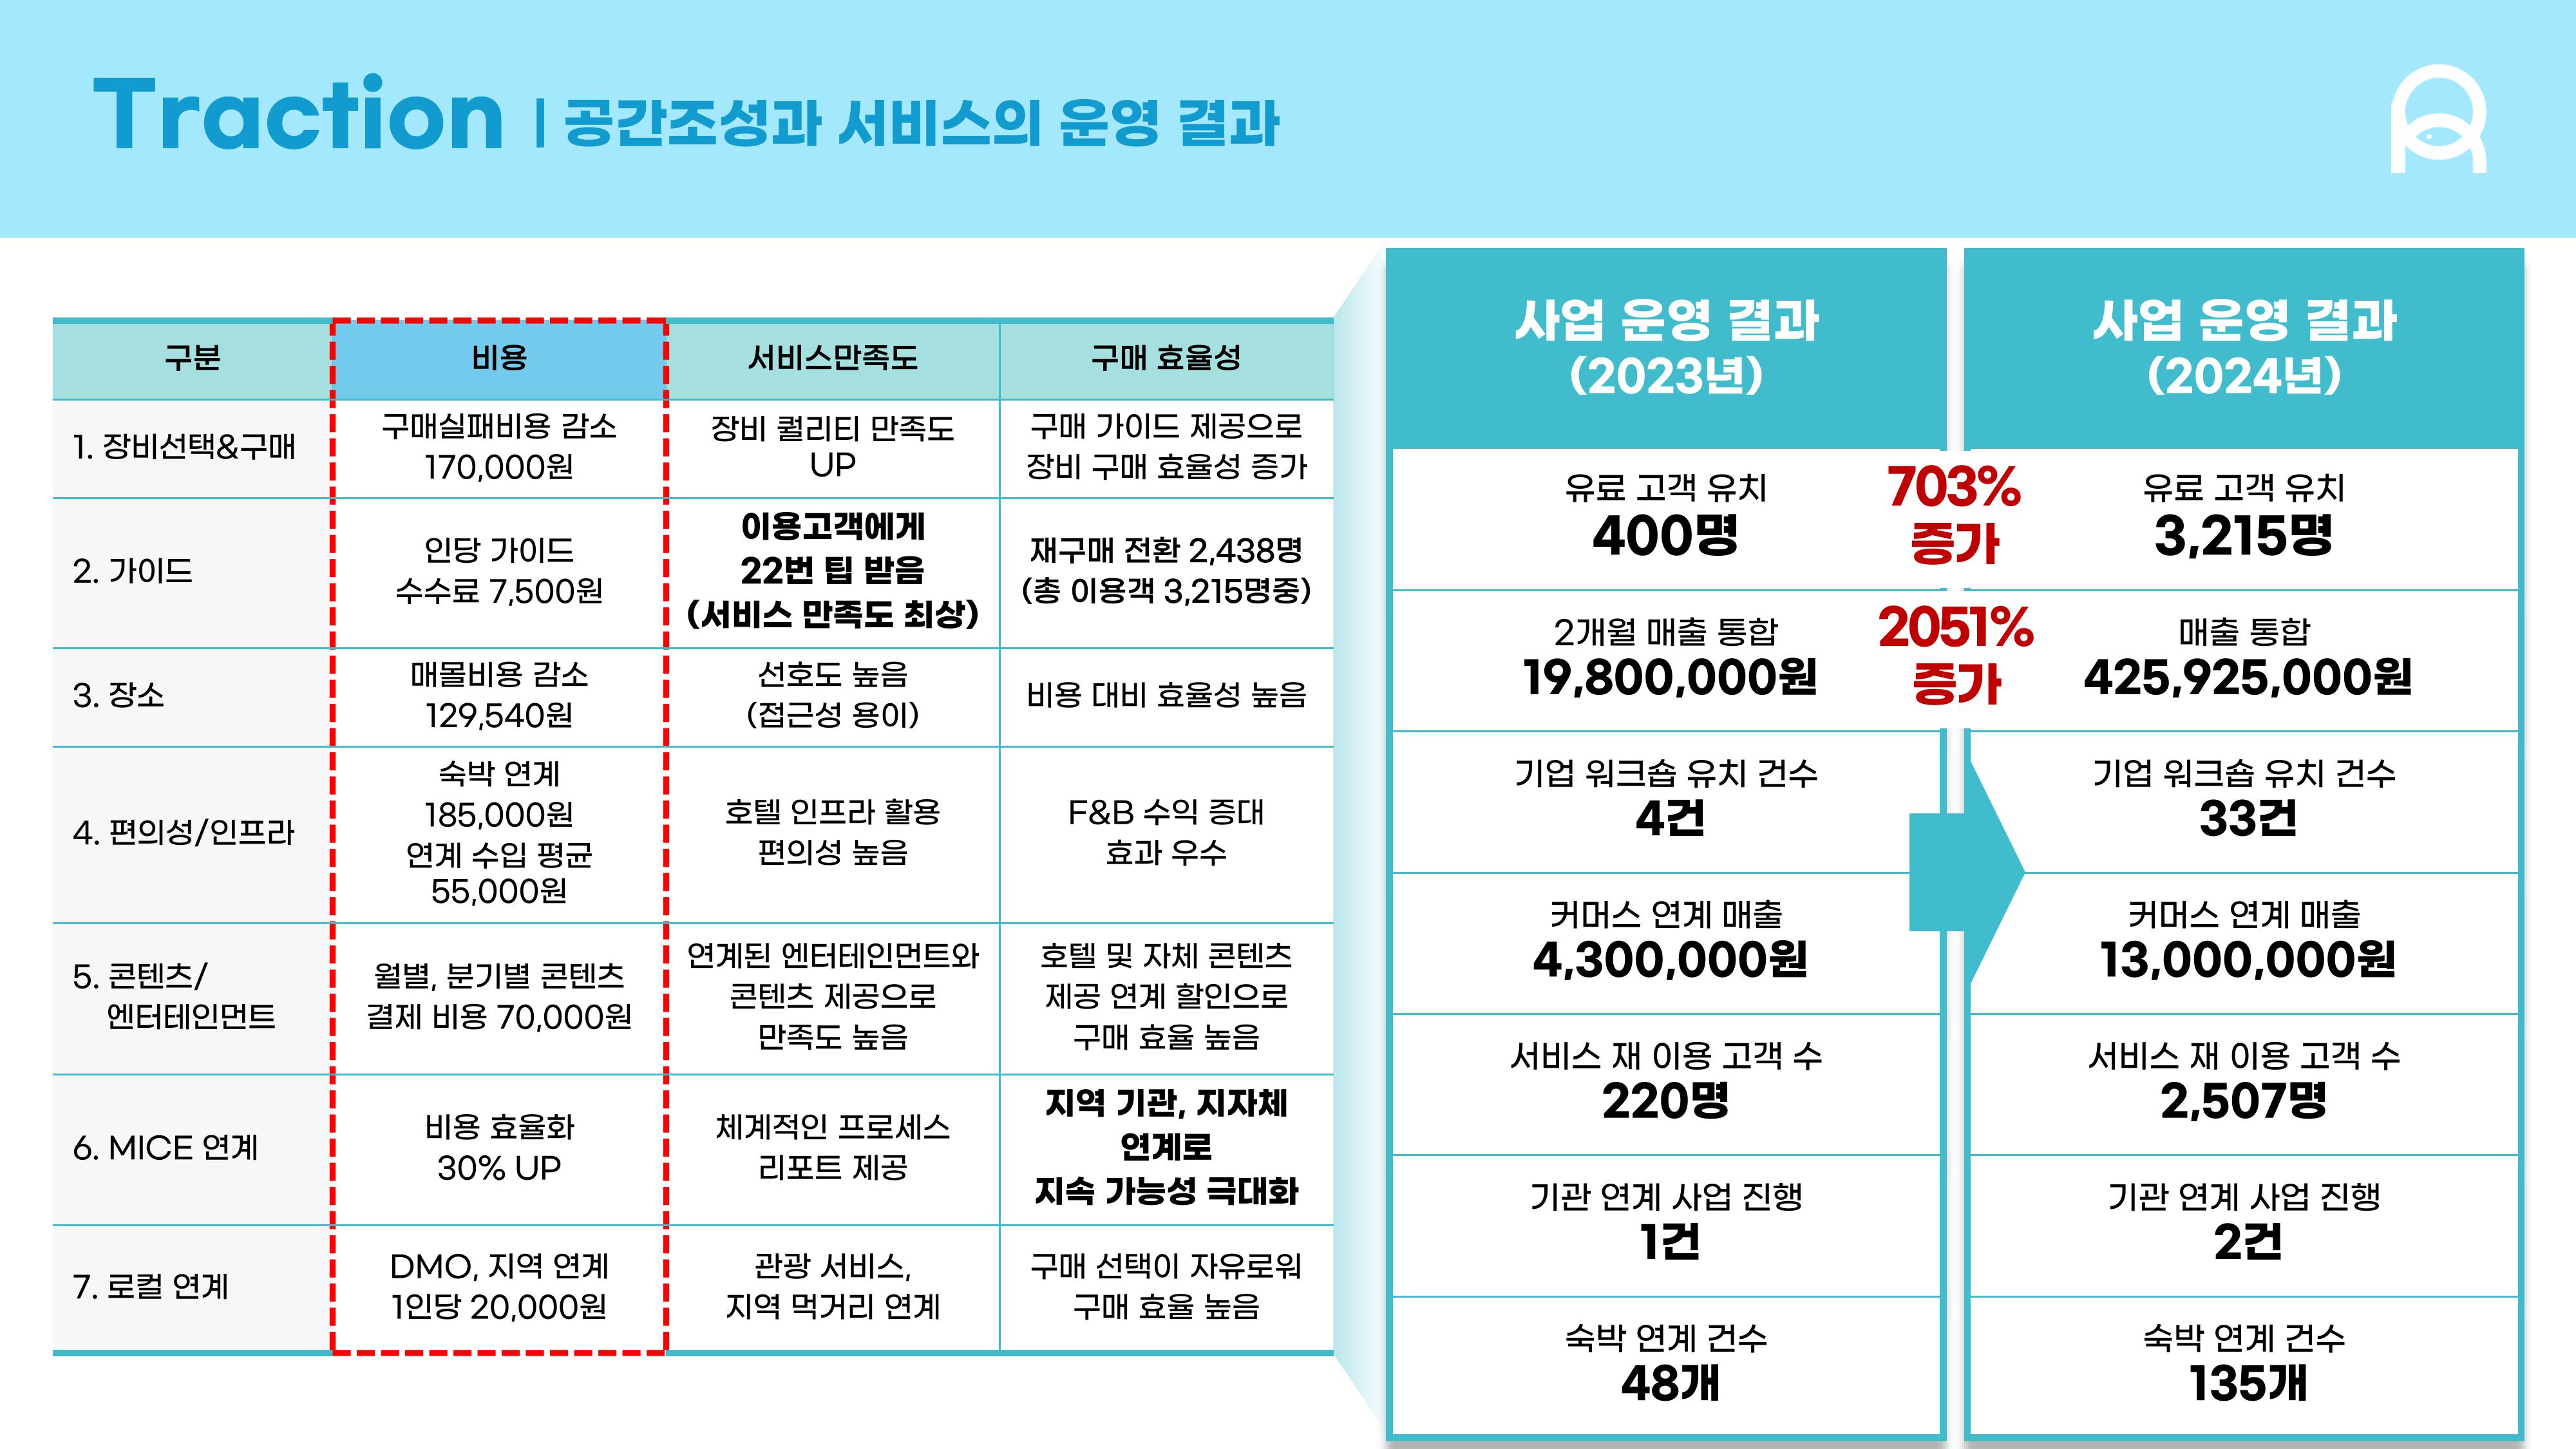 Traction | 공간조성과 서비스의 운영 결과
구분
비용
서비스만족도
구매 효율성
1. 장비선택&구매
구매실패비용 감소
170,000원
장비 퀄리티 만족도
UP
구매 가이드 제공으로
장비 구매 효율성 증가
2. 가이드
인당 가이드
수수료 7,500원
이용고객에게
22번 팁 받음
(서비스 만족도 최상)
재구매 전환 2,438명
(총 이용객 3,215명중)
3. 장소
매몰비용 감소
129,540원
선호도 높음
(접근성 용이)
비용 대비 효율성 높음
4. 편의성/인프라
숙박 연계
185,000원
연계 수입 평균
55,000원
호텔 인프라 활용
편의성 높음
F&B 수익 증대
효과 우수
5. 콘텐츠/
엔터테인먼트
월별, 분기별 콘텐츠
결제 비용 70,000원
연계된 엔터테인먼트와
콘텐츠 제공으로
만족도 높음
호텔 및 자체 콘텐츠
제공 연계 할인으로
구매 효율 높음
6. MICE 연계
비용 효율화
30% UP
체계적인 프로세스
리포트 제공
지역 기관, 지자체
연계로
지속 가능성 극대화
7. 로컬 연계
DMO, 지역 연계
1인당 20,000원
관광 서비스,
지역 먹거리 연계
구매 선택이 자유로워
구매 효율 높음
사업 운영 결과
(2023년)
사업 운영 결과
(2024년)
유료 고객 유치
400명
703%
증가
유료 고객 유치
3,215명
2개월 매출 통합
19,800,000원
2051%
증가
매출 통합
425,925,000원
기업 워크숍 유치 건수
4건
기업 워크숍 유치 건수
33건
커머스 연계 매출
4,300,000원
커머스 연계 매출
13,000,000원
서비스 재 이용 고객 수
220명
서비스 재 이용 고객 수
2,507명
기관 연계 사업 진행
1건
기관 연계 사업 진행
2건
숙박 연계 건수
48개
숙박 연계 건수
135개